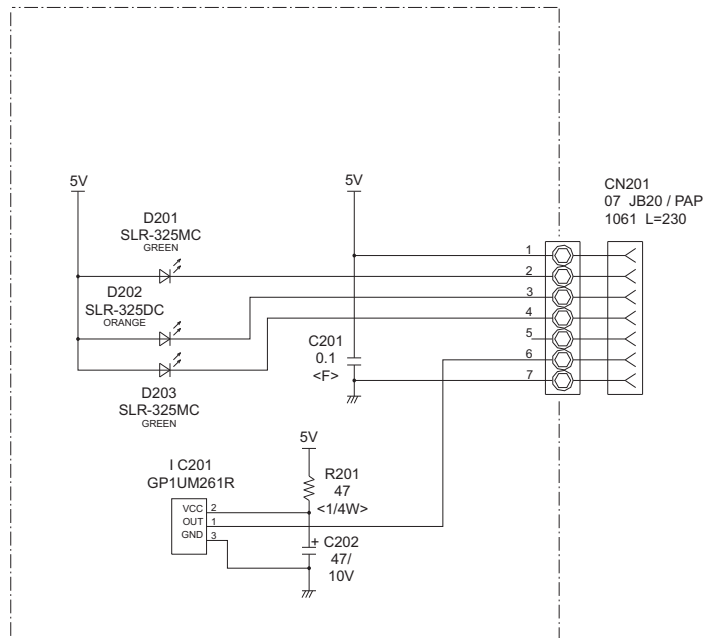 5V
5V
CN201
07 JB20 / PAP
1061 L=230
D201
SLR-325MC
GREEN
1
2
D202
SLR-325DC
ORANGE
3
4
5
6
7
C201
0.1
<F>
D203
SLR-325MC
GREEN
5V
I C201
GP1UM261R
R201
47
<1/4W>
VCC 2
OUT 1
GND 3
+ C202
47/
10V